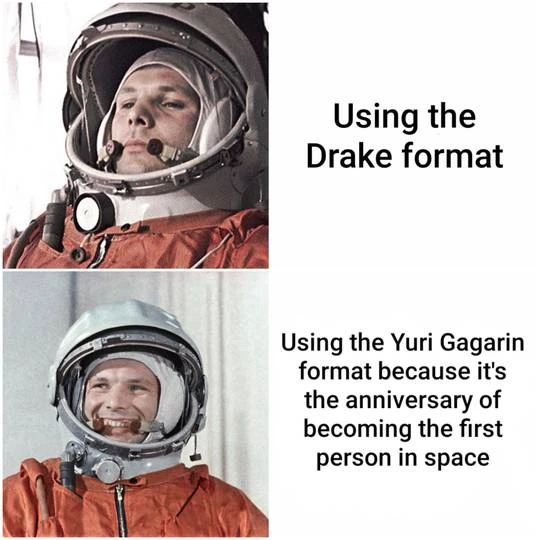 Using the
Drake format
Using the Yuri Gagarin
format because it's
the anniversary of
becoming the first
person in space